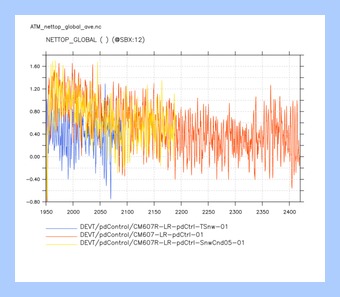 ATM_nettop_global_ave.nc
NETTOP_GLOBAL ( ) (@SBX:12)
1.60
1.20
0.80
0.40
0.00
-0.40
-0.80
1950 2000 2050 2100 2150 2200 2250 2300 2350 2400
DEVT/pdControl/CM607R-LR-pdCtrl-TSnw-01
DEVT/pdControl/CM607-LR-pdCtrl-01
DEVT/pdControl/CM607R-LR-pdCtrl-SnwCnd05-01